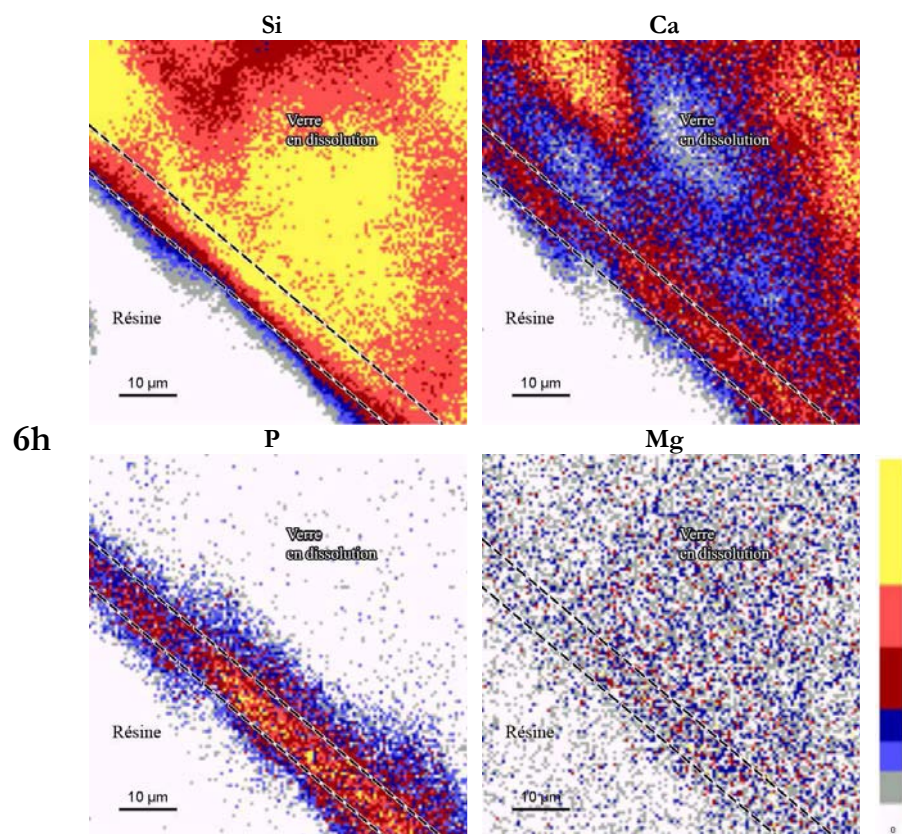 Si
Ca
Verre
en dissolution
Verre
en dissolution
Résine
Résine
10 µm
10 µm
6h
P
Mg
Verre
en dissolution
Verre
en dissolution
Résine
Résine
10 µm
10 µm
0